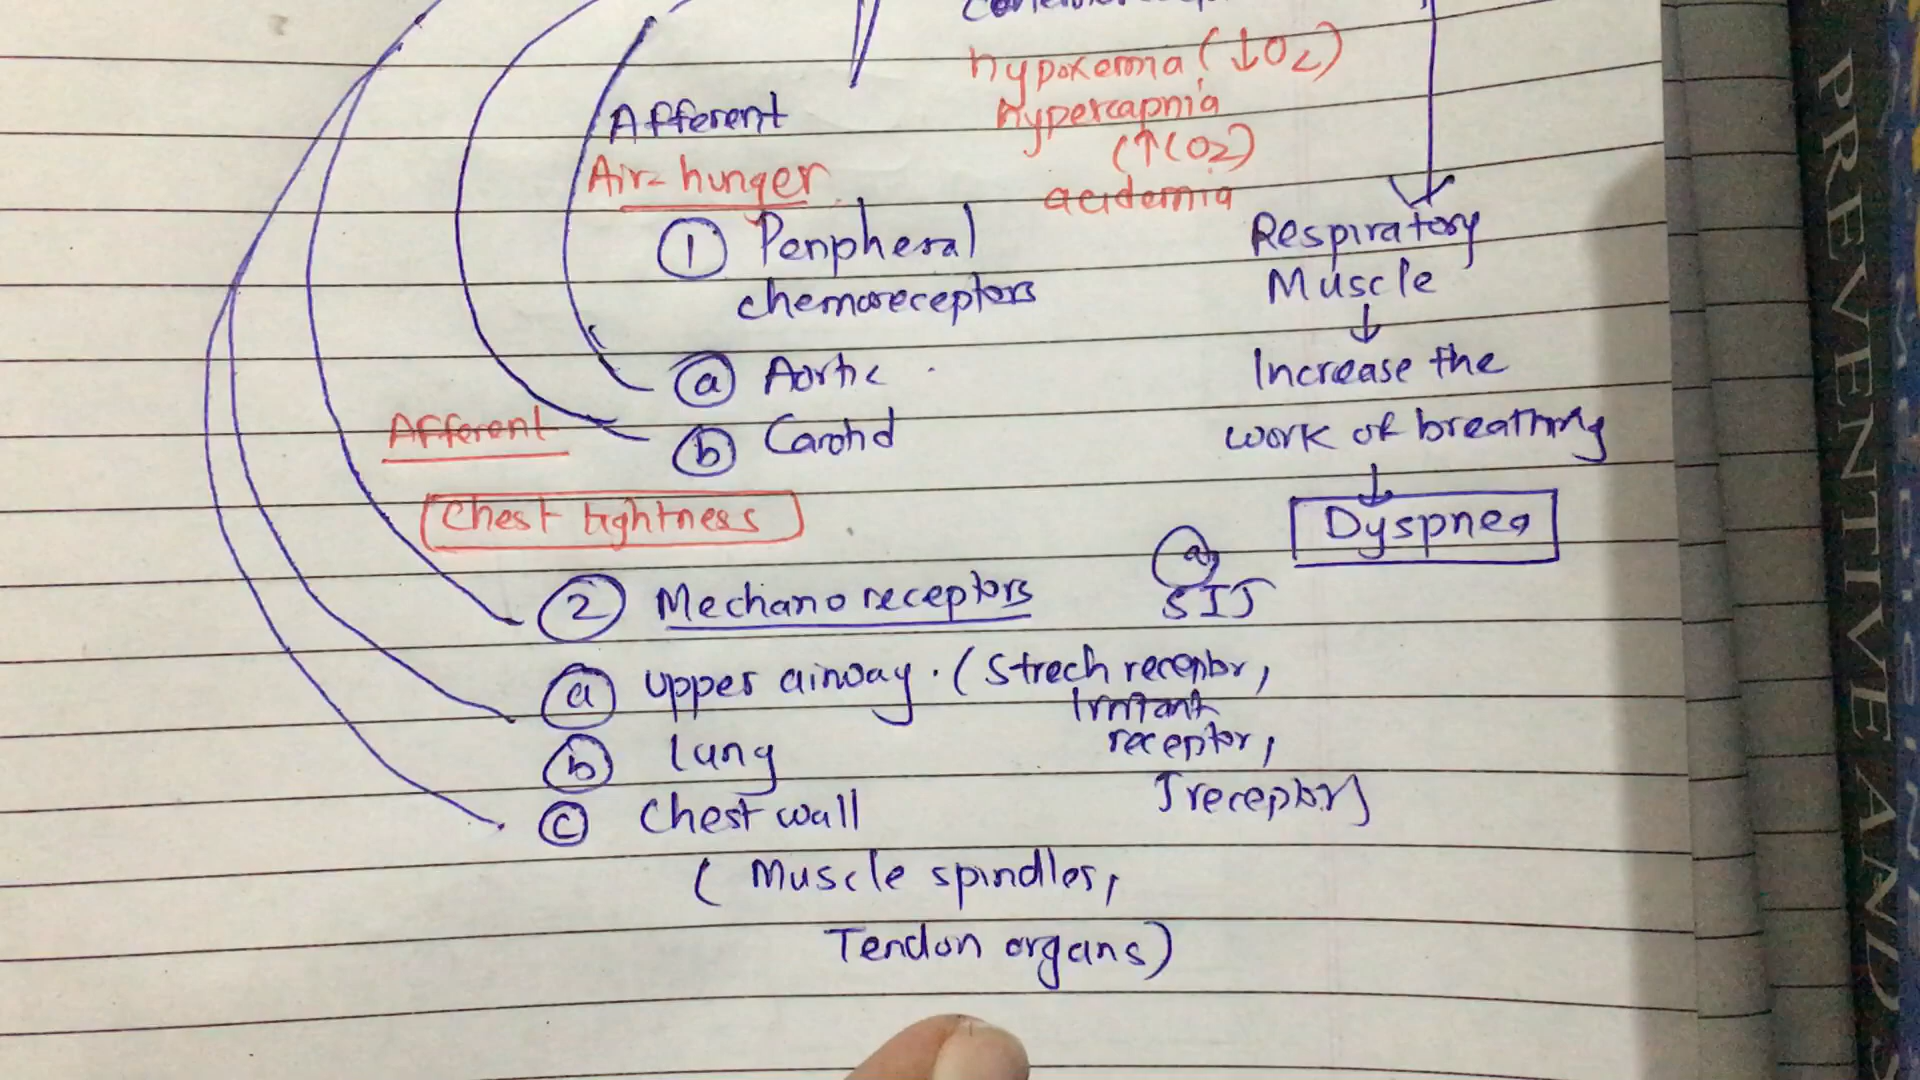 hypoxemia (↓O2)
hypercapnia
(↑CO2)
acidemia
Afferent
Air-hunger
1 Peripheral
chemoreceptors
a Aortic
b Carotid
Respiratory
Muscle
↓
Increase the
work of breathing
↓
Dyspnea
Afferent
Chest tightness
2 Mechanoreceptors
a
SIJ
a upper airway. (Strech receptor,
Irritant
receptor,
J receptor)
b lung
c chest wall
( Muscle spindles,
Tendon organs)
PREVENTIVE AND